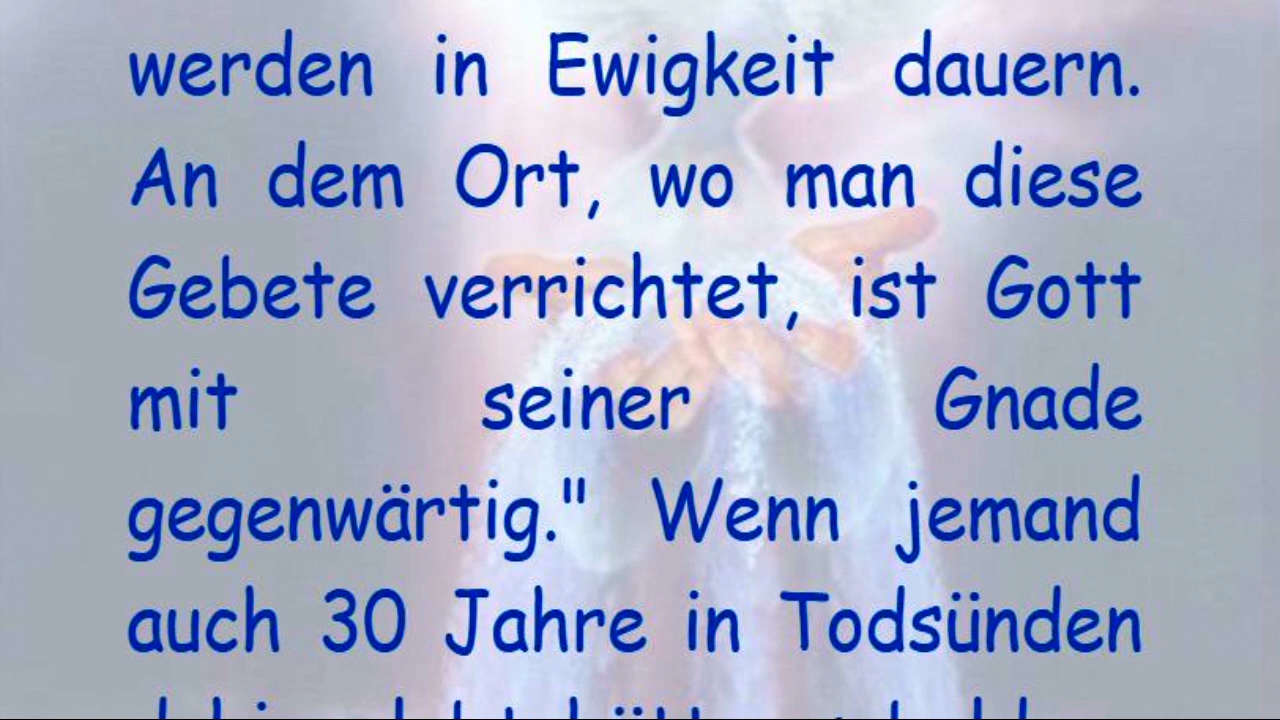 werden in Ewigkeit dauern.
An dem Ort, wo man diese
Gebete verrichtet, ist Gott
mit seiner Gnade
gegenwärtig." Wenn jemand
auch 30 Jahre in Todsünden